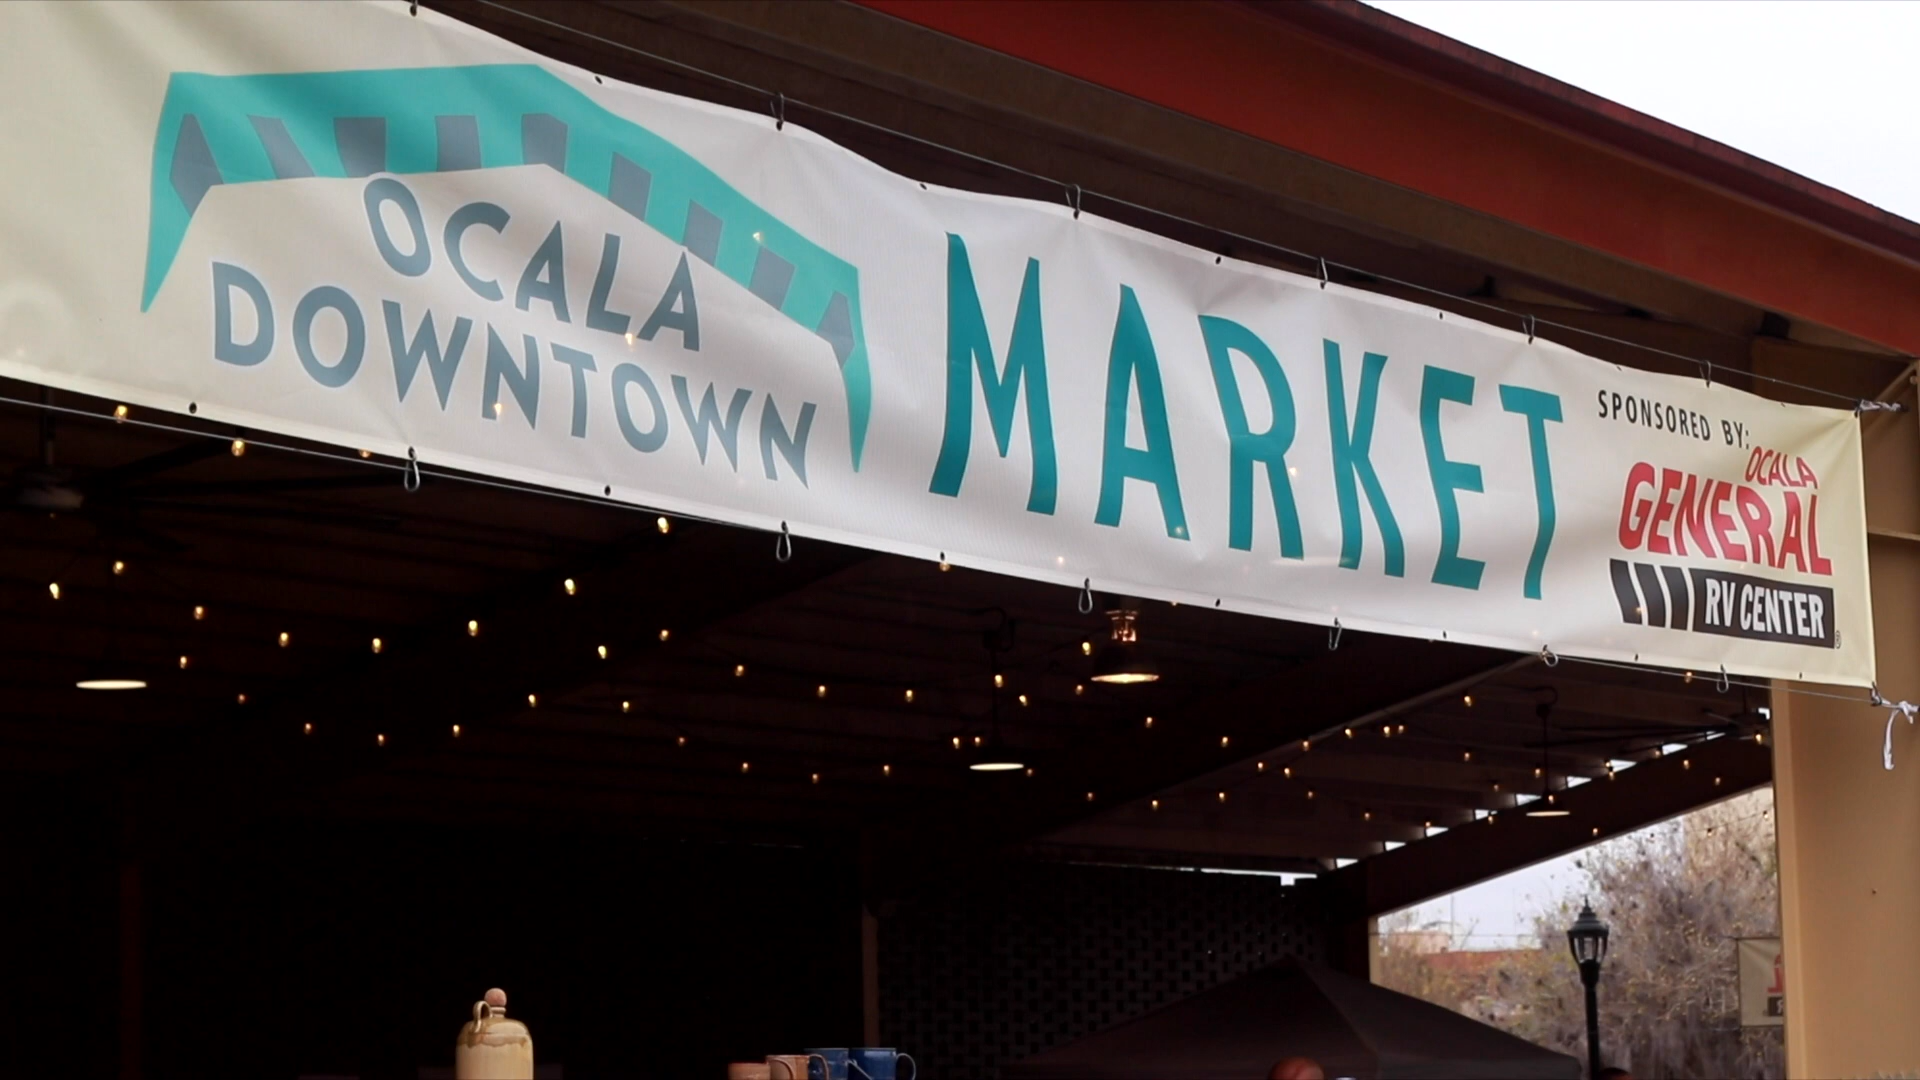 OCALA
DOWNTOWN
MARKET
SPONSORED BY:
OCALA
GENERAL
RV CENTER®